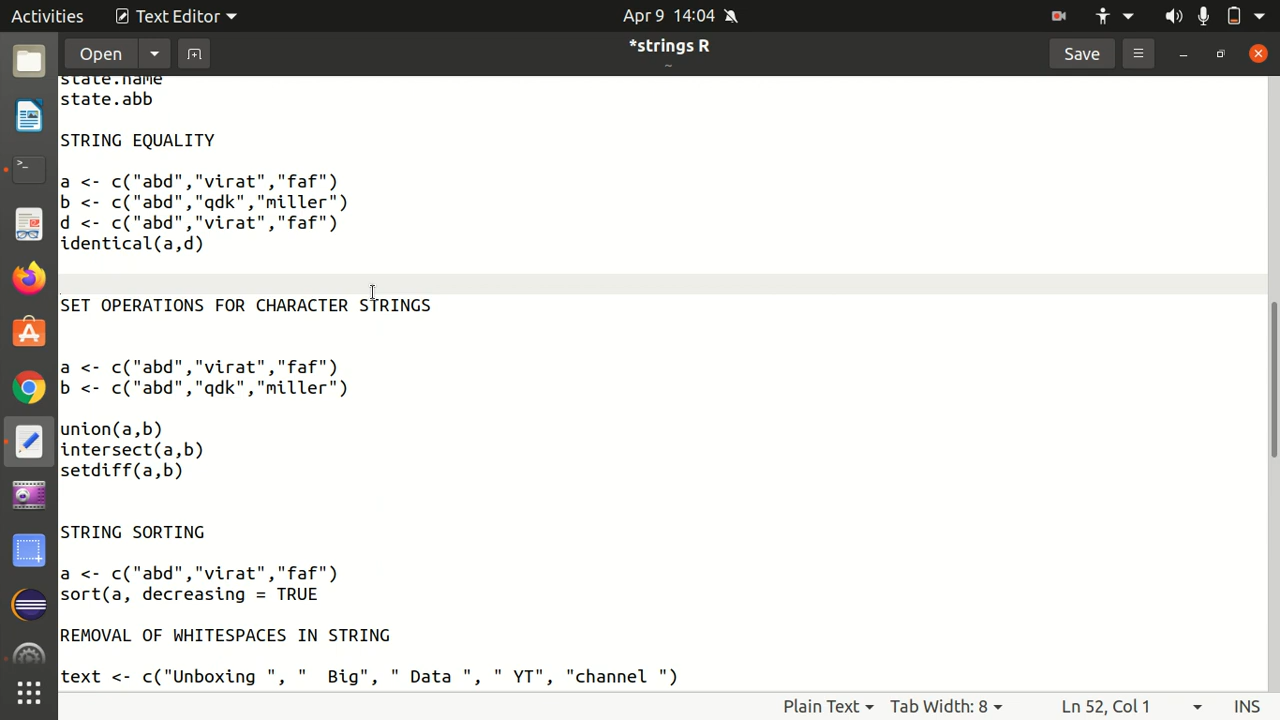 Activities
Text Editor
Apr 9 14:04
Open
*strings R
~
Save
state.name
state.abb
STRING EQUALITY
a <- c("abd","virat","faf")
b <- c("abd","qdk","miller")
d <- c("abd","virat","faf")
identical(a,d)
SET OPERATIONS FOR CHARACTER STRINGS
a <- c("abd","virat","faf")
b <- c("abd","qdk","miller")
union(a,b)
intersect(a,b)
setdiff(a,b)
STRING SORTING
a <- c("abd","virat","faf")
sort(a, decreasing = TRUE
REMOVAL OF WHITESPACES IN STRING
text <- c("Unboxing ", "  Big", " Data ", " YT", "channel ")
Plain Text
Tab Width: 8
Ln 52, Col 1
INS